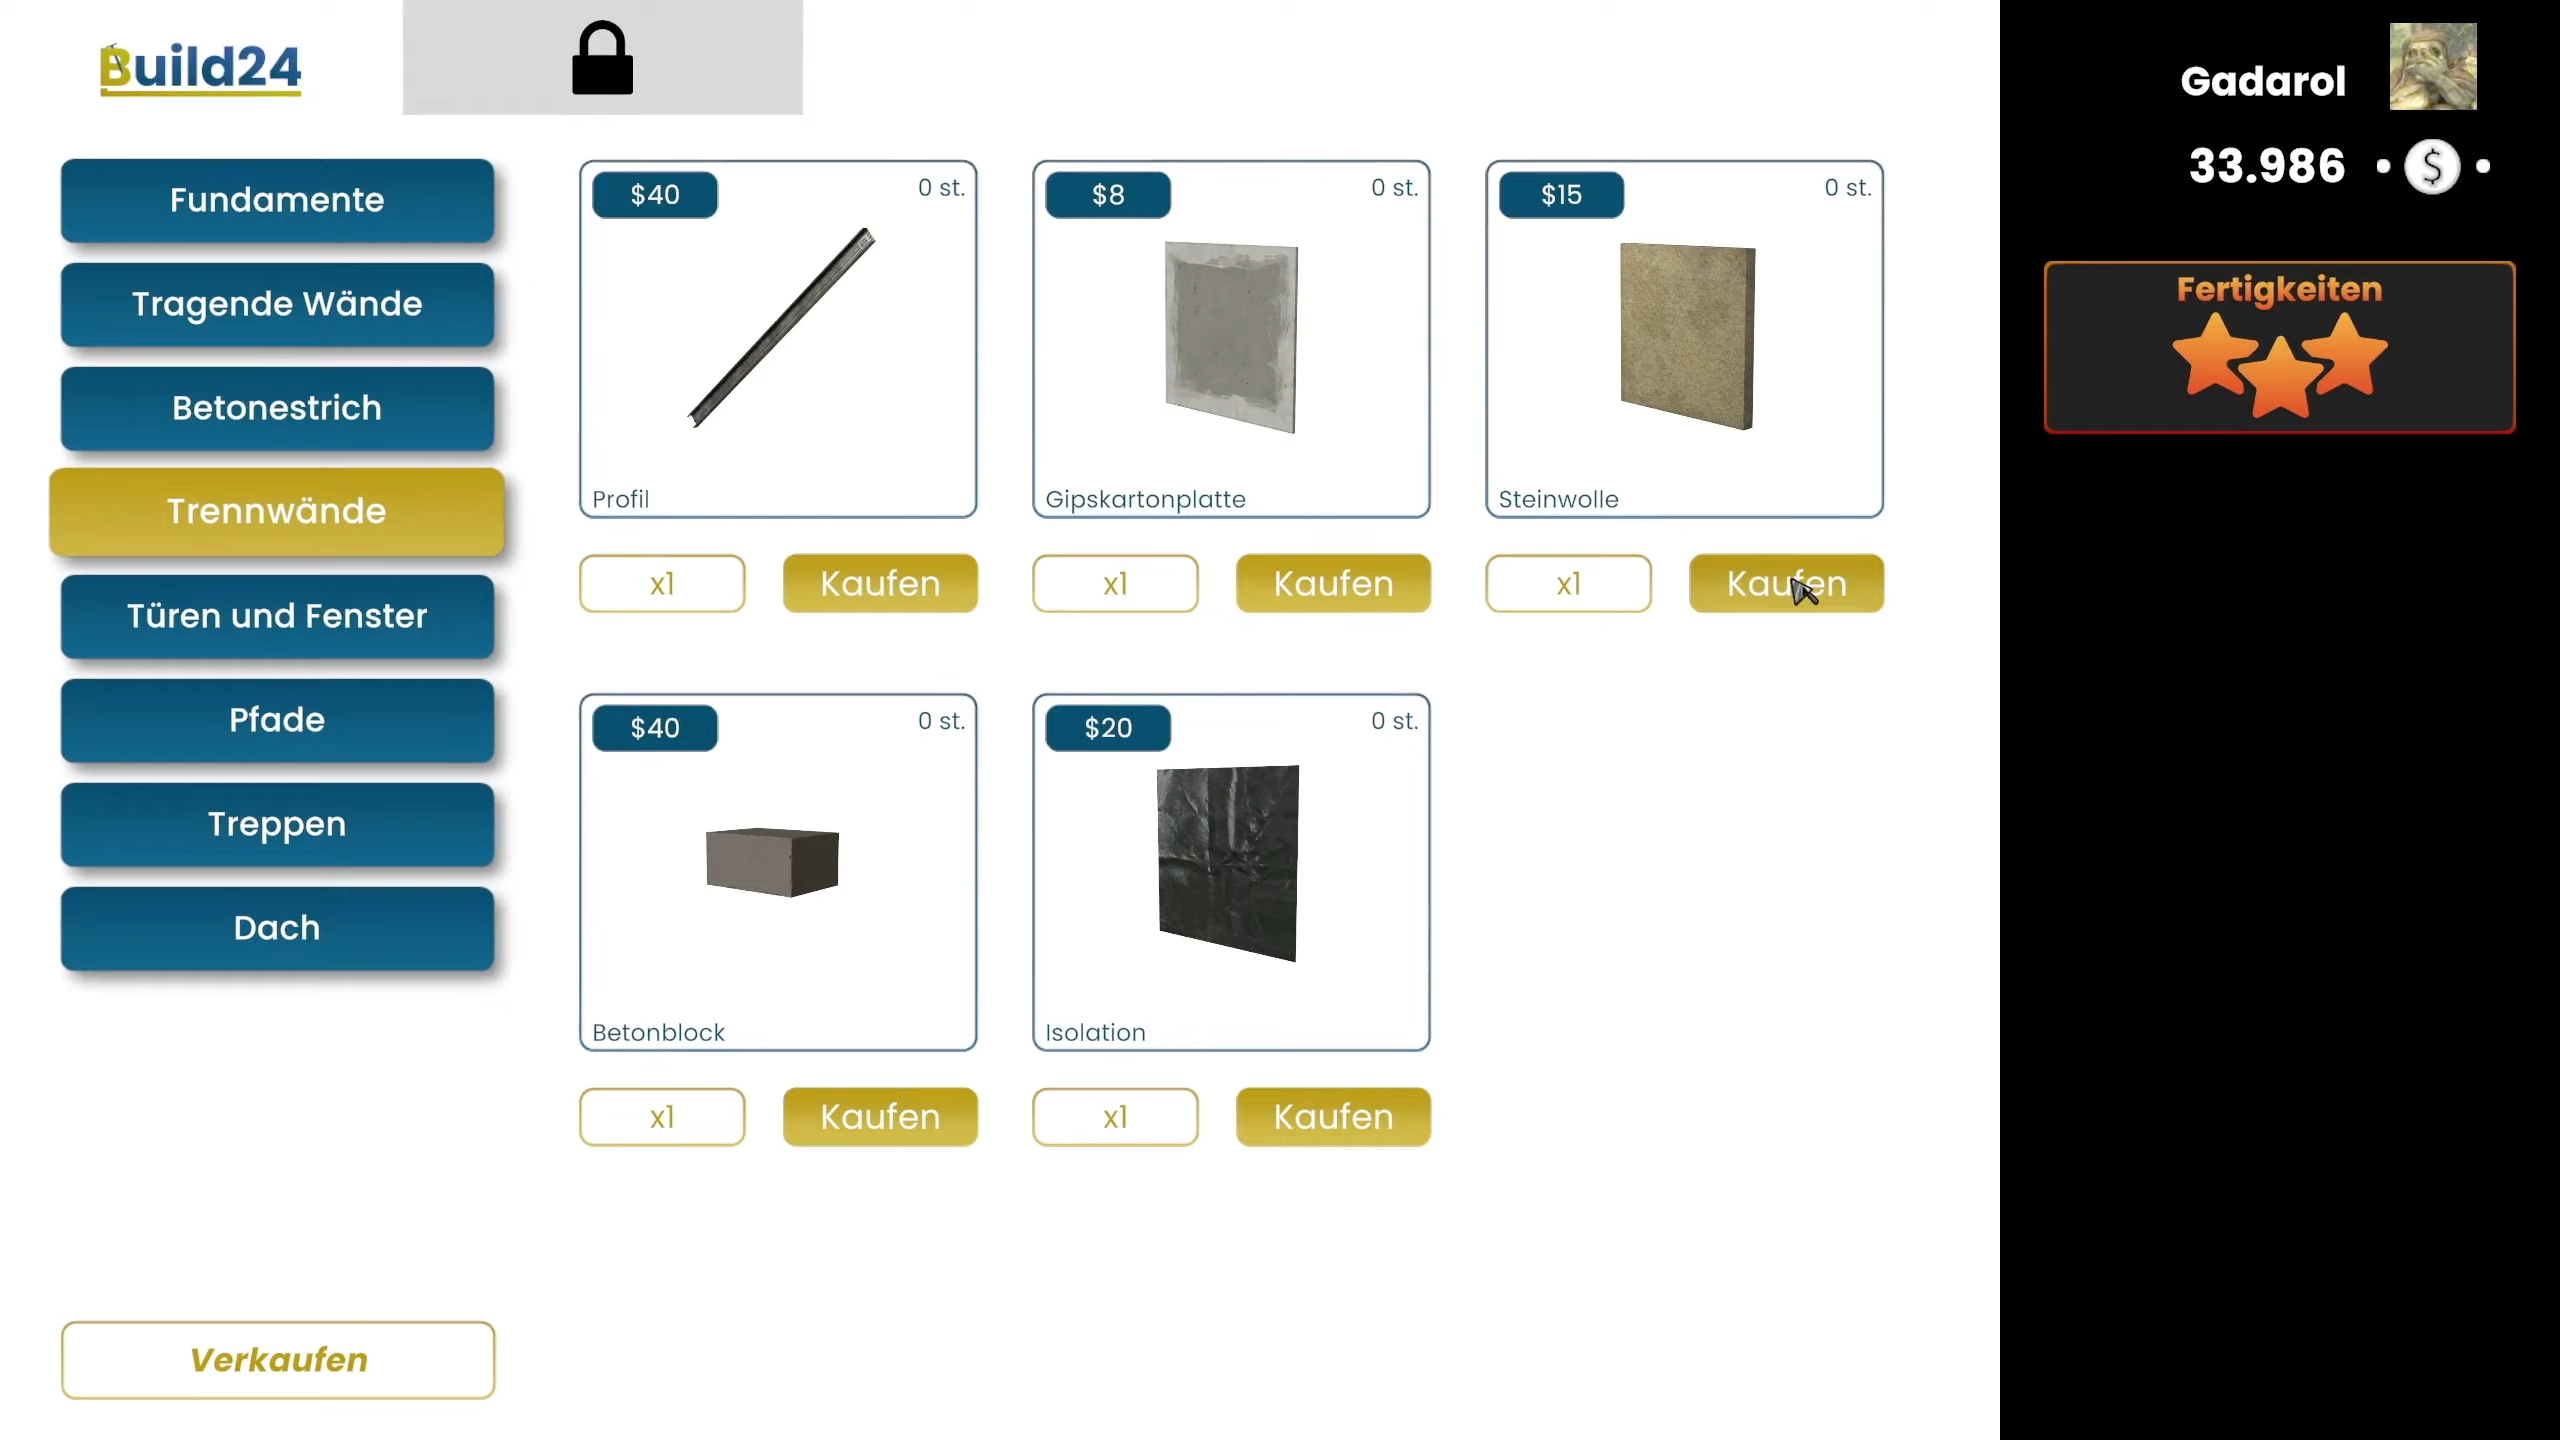 Build24
Gadarol
33.986
$
Fertigkeiten
Fundamente
Tragende Wände
Betonestrich
Trennwände
Türen und Fenster
Pfade
Treppen
Dach
Verkaufen
$40
0 st.
Profil
x1
Kaufen
$8
0 st.
Gipskartonplatte
x1
Kaufen
$15
0 st.
Steinwolle
x1
Kaufen
$40
0 st.
Betonblock
x1
Kaufen
$20
0 st.
Isolation
x1
Kaufen